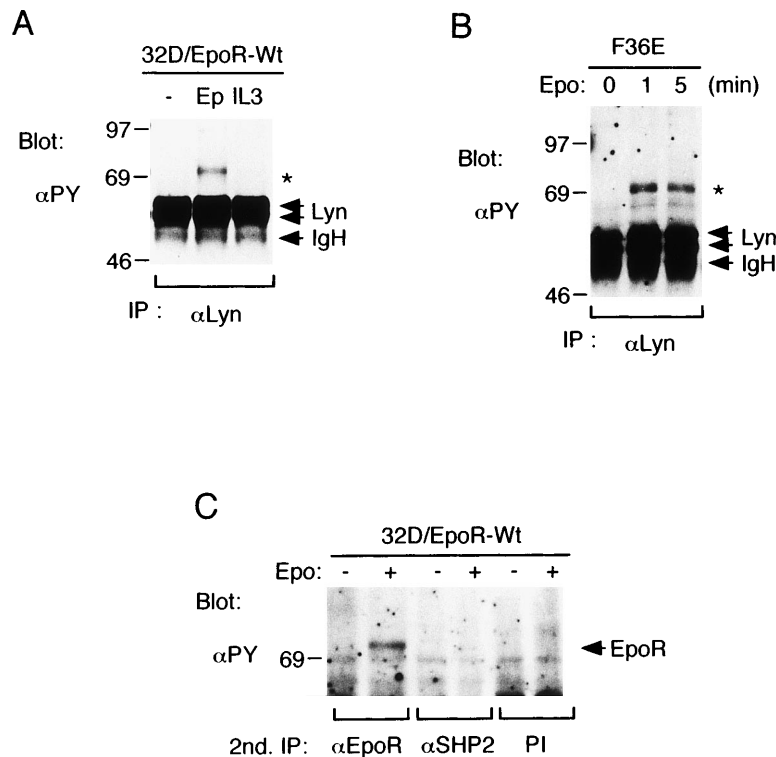 A
32D/EpoR-Wt
- Ep IL3
Blot:
αPY
97
69
46
*
Lyn
IgH
IP : αLyn
B
F36E
Epo: 0 1 5 (min)
Blot:
αPY
97
69
46
*
Lyn
IgH
IP : αLyn
C
32D/EpoR-Wt
Epo: - + - + - +
Blot:
αPY
69
EpoR
2nd. IP: αEpoR αSHP2 PI